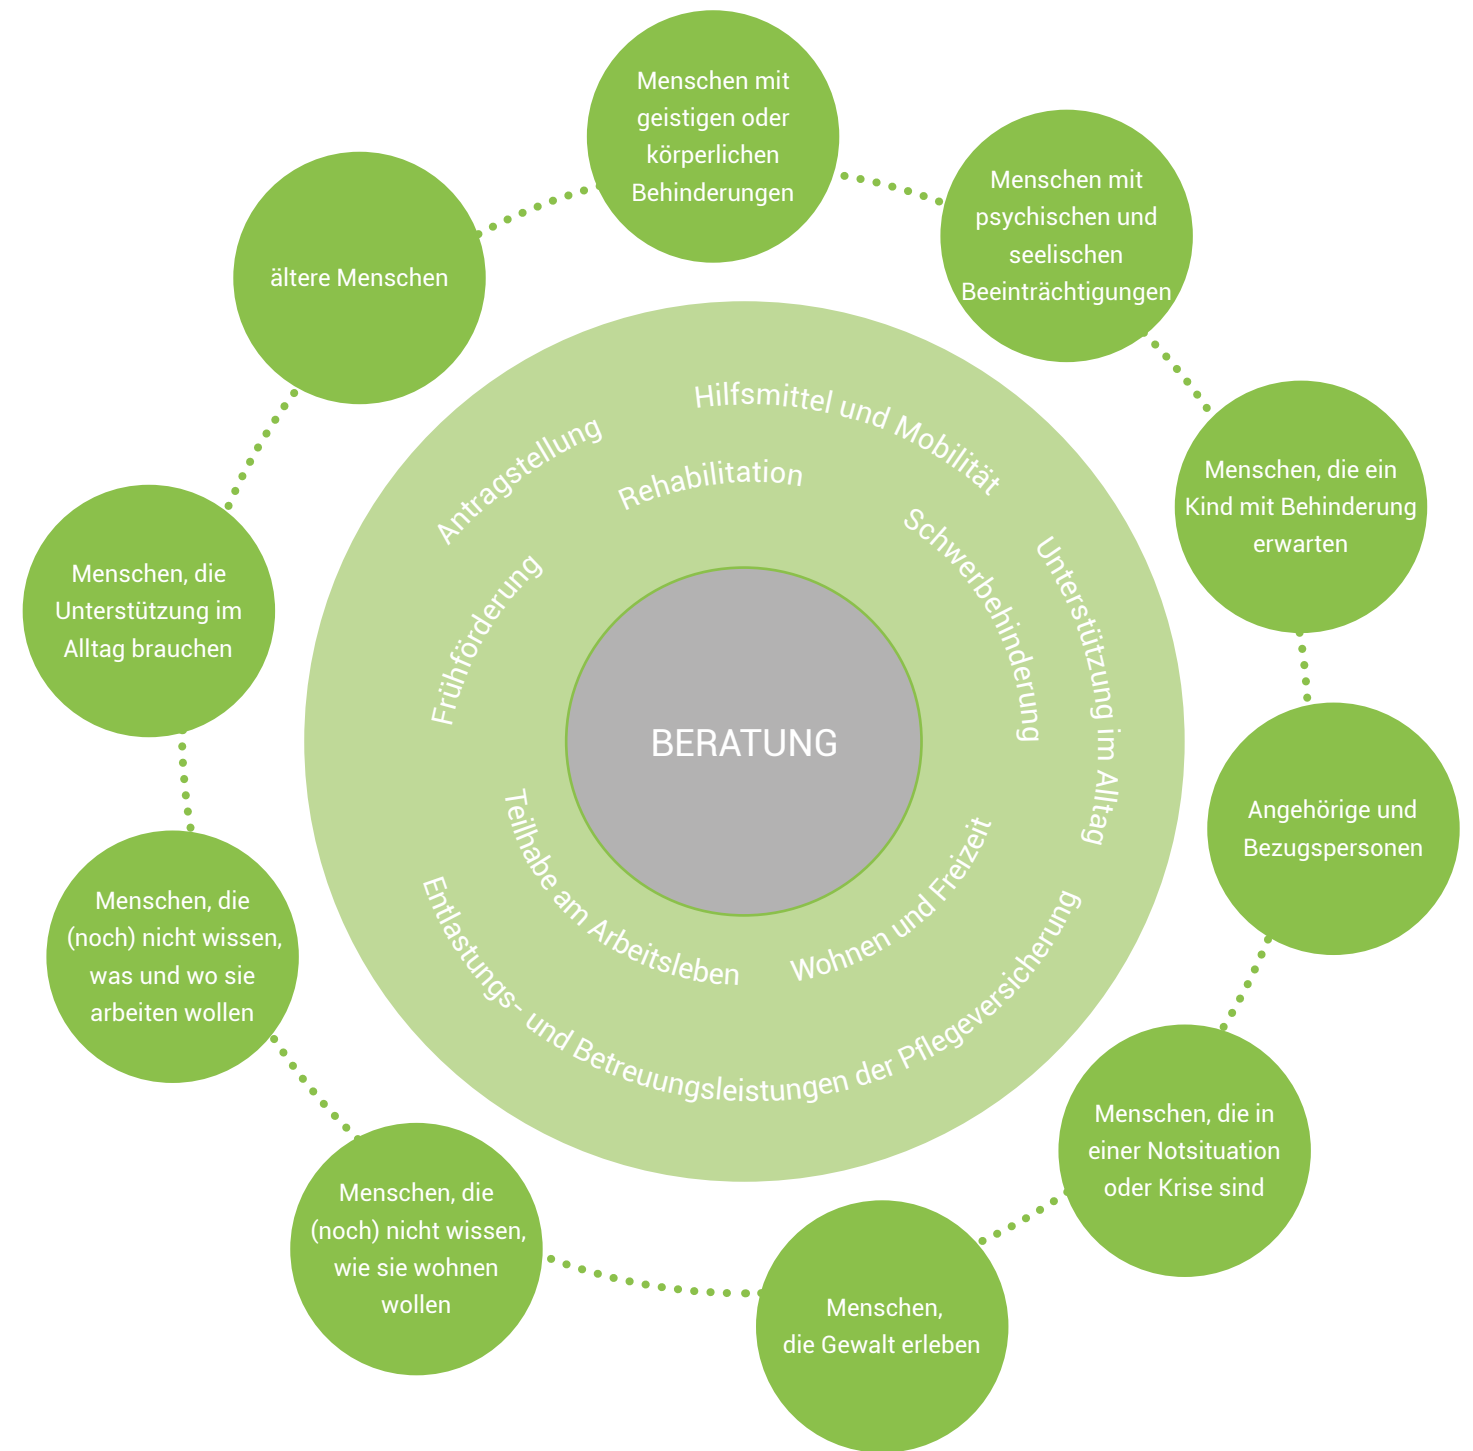 Menschen mit
geistigen oder
körperlichen
Behinderungen
Menschen mit
psychischen und
seelischen
Beeinträchtigungen
Menschen, die ein
Kind mit Behinderung
erwarten
Angehörige und
Bezugspersonen
Menschen, die in
einer Notsituation
oder Krise sind
Menschen,
die Gewalt erleben
Menschen, die
(noch) nicht wissen,
wie sie wohnen
wollen
Menschen, die
(noch) nicht wissen,
was und wo sie
arbeiten wollen
Menschen, die
Unterstützung im
Alltag brauchen
ältere Menschen
Antragstellung
Hilfsmittel und Mobilität
Rehabilitation
Schwerbehinderung
Unterstützung im Alltag
Frühförderung
BERATUNG
Teilhabe am Arbeitsleben
Wohnen und Freizeit
Entlastungs- und Betreuungsleistungen der Pflegeversicherung